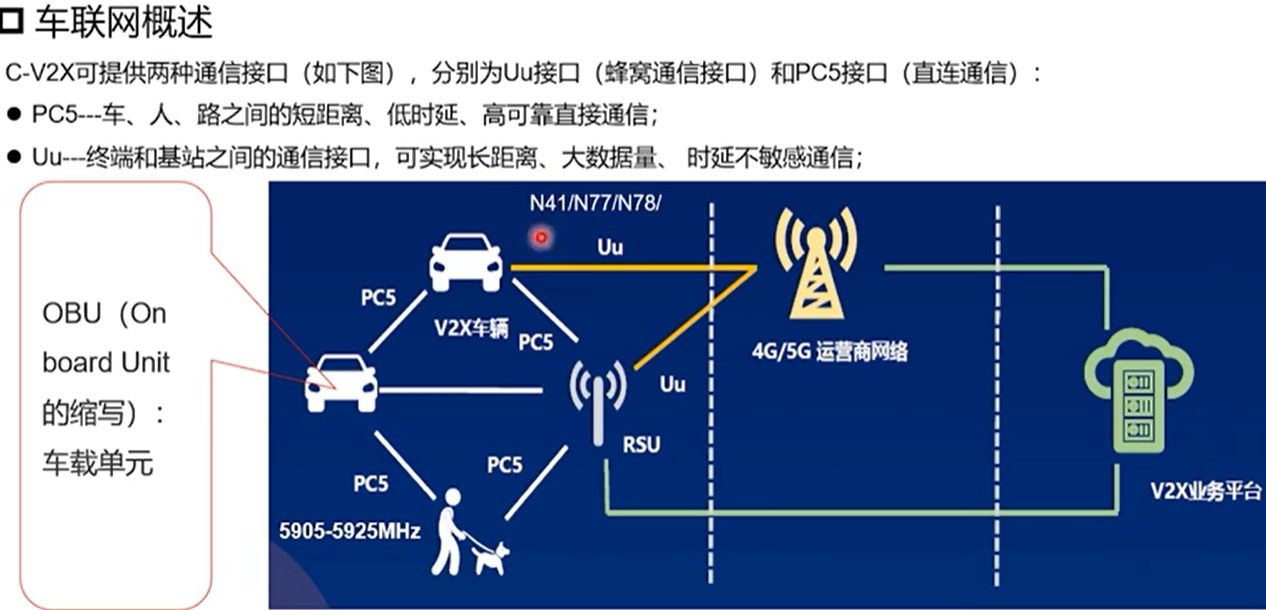 车联网概述
C-V2X可提供两种通信接口（如下图），分别为Uu接口（蜂窝通信接口）和PC5接口（直连通信）：
PC5---车、人、路之间的短距离、低时延、高可靠直接通信；
Uu---终端和基站之间的通信接口，可实现长距离、大数据量、 时延不敏感通信；
OBU（On
board Unit
的缩写）：
车载单元
N41/N77/N78/
Uu
PC5
V2X车辆
PC5
4G/5G 运营商网络
Uu
RSU
PC5
PC5
V2X业务平台
5905-5925MHz